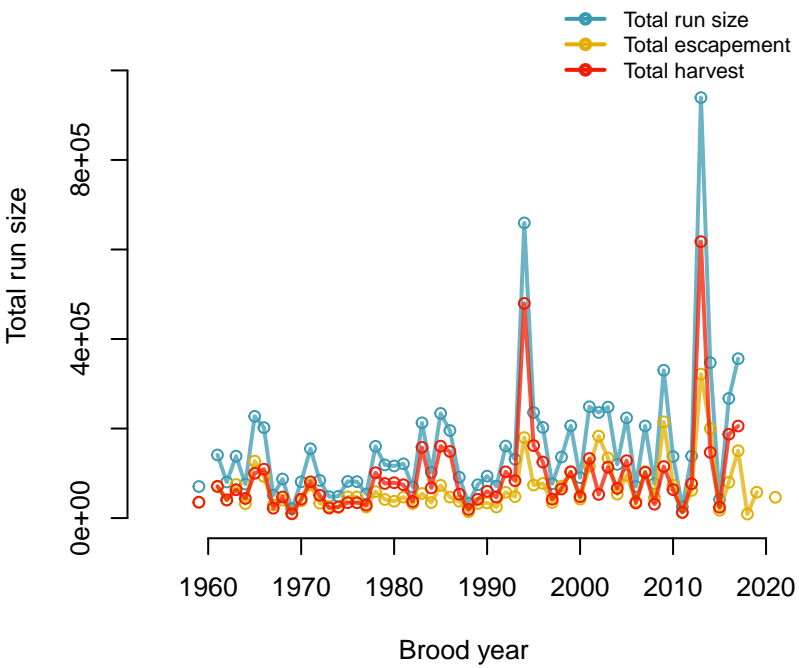 Total run size
Total escapement
Total harvest
Total run size
8e+05
4e+05
0e+00
1960 1970 1980 1990 2000 2010 2020
Brood year